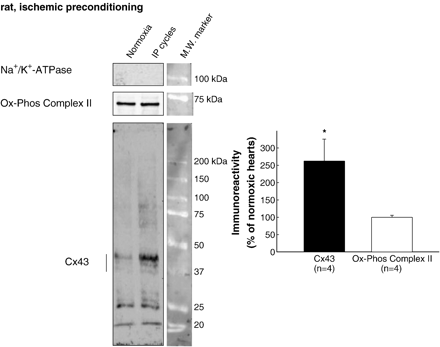 rat, ischemic preconditioning
Normoxia
IP cycles
M.W. marker
Na+/K+-ATPase
100 kDa
Ox-Phos Complex II
75 kDa
200 kDa
150
100
75
50
Cx43
37
25
20
Immunoreactivity
(% of normoxic hearts)
350
300
250
200
150
100
50
0
*
Cx43
(n=4)
Ox-Phos Complex II
(n=4)